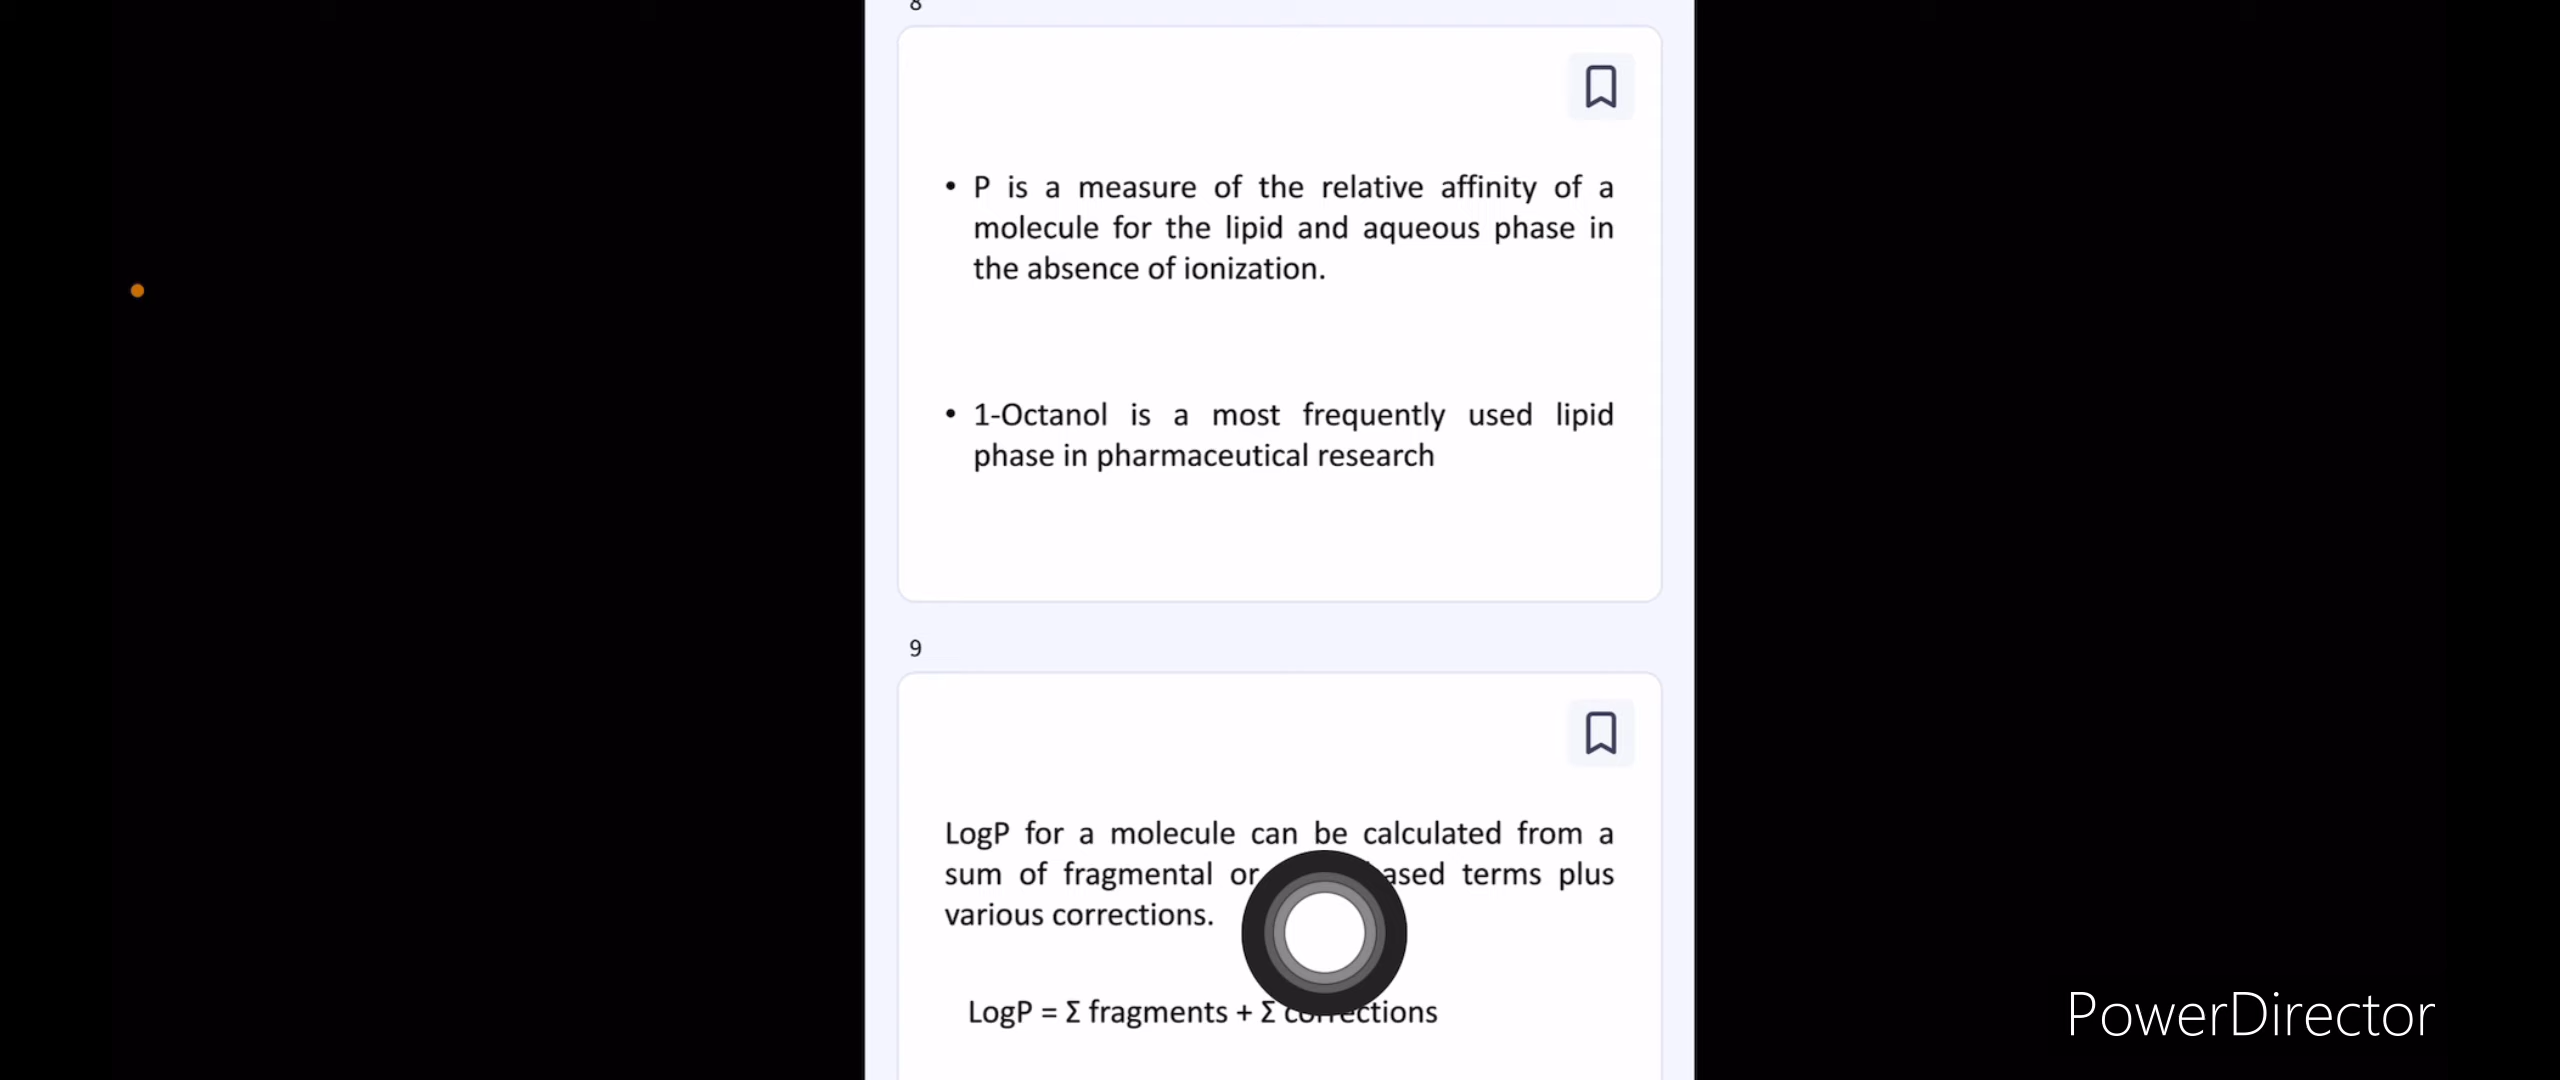 8
• P is a measure of the relative affinity of a
molecule for the lipid and aqueous phase in
the absence of ionization.
• 1-Octanol is a most frequently used lipid
phase in pharmaceutical research
9
LogP for a molecule can be calculated from a
sum of fragmental or ased terms plus
various corrections.
LogP = Σ fragments + Σ corrections
PowerDirector